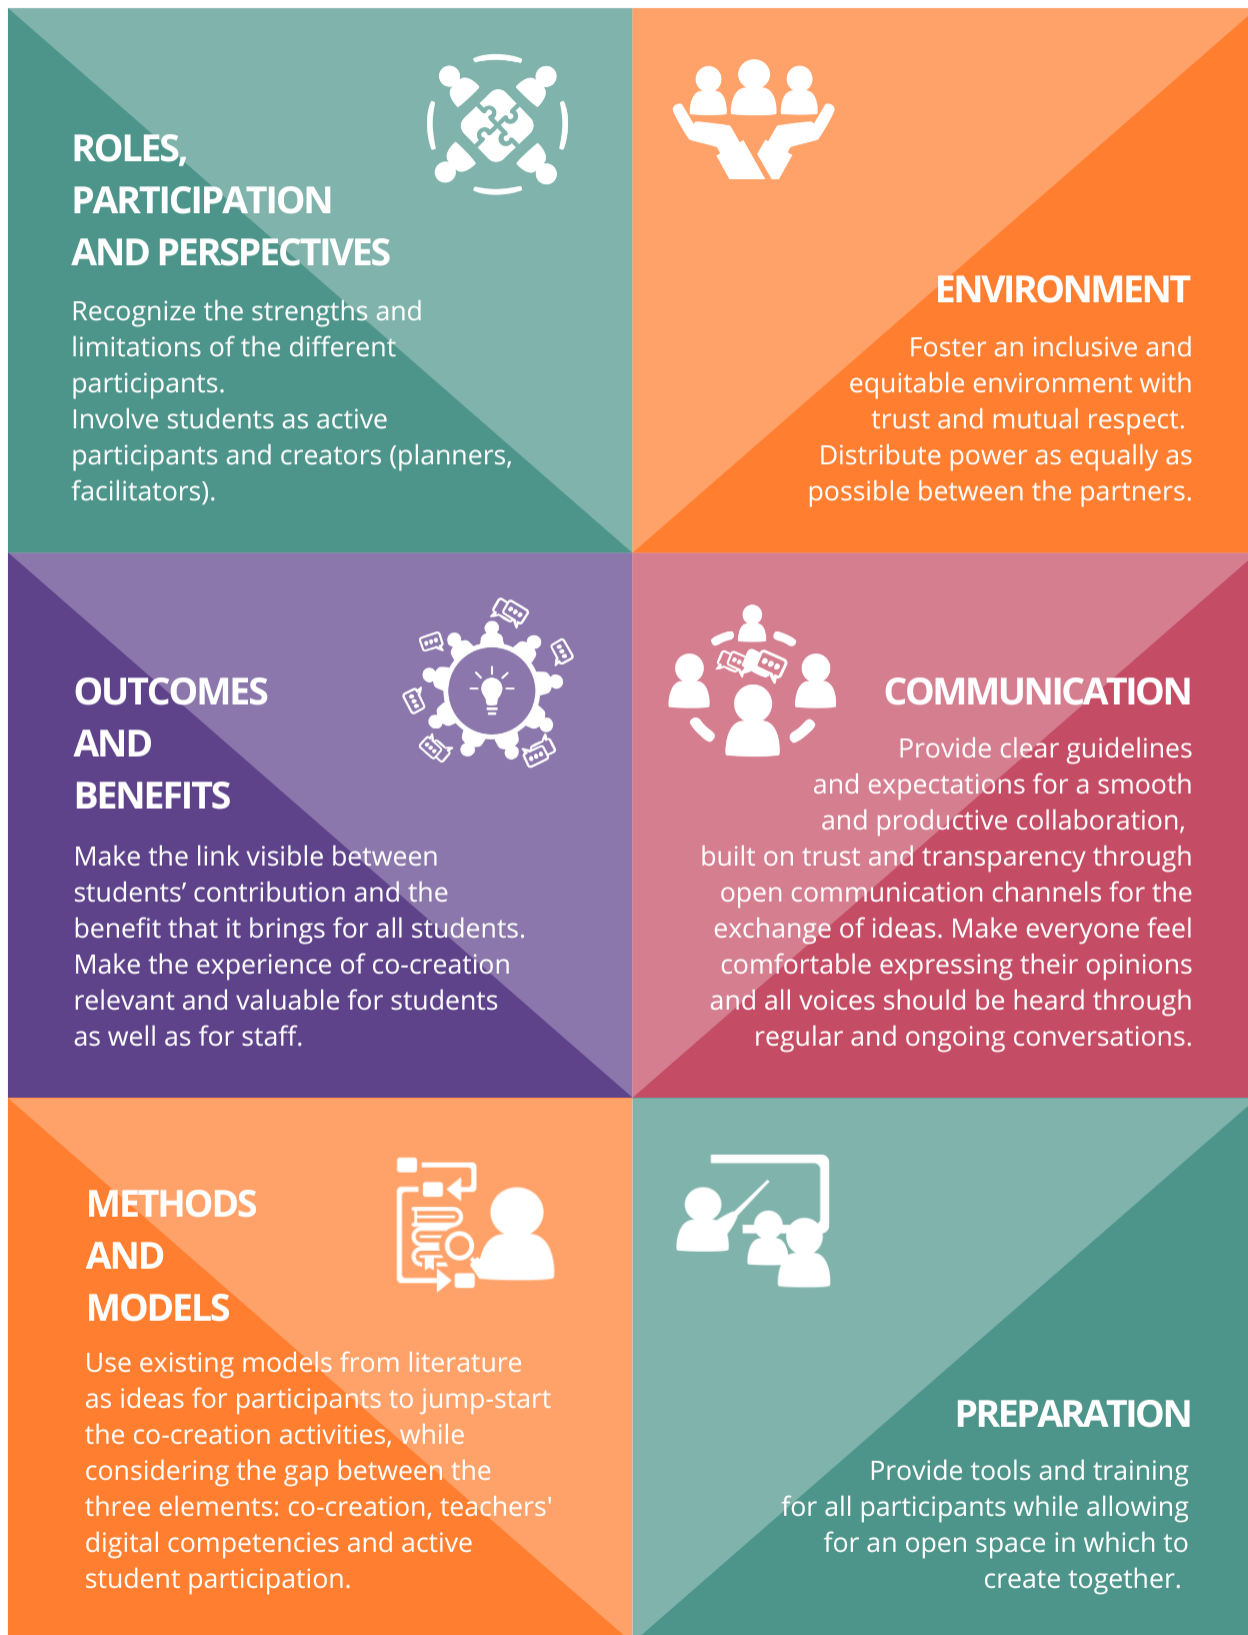 ROLES,
PARTICIPATION
AND PERSPECTIVES
Recognize the strengths and
limitations of the different
participants.
Involve students as active
participants and creators (planners,
facilitators).
ENVIRONMENT
Foster an inclusive and
equitable environment with
trust and mutual respect.
Distribute power as equally as
possible between the partners.
OUTCOMES
AND
BENEFITS
Make the link visible between
students’ contribution and the
benefit that it brings for all students.
Make the experience of co-creation
relevant and valuable for students
as well as for staff.
COMMUNICATION
Provide clear guidelines
and expectations for a smooth
and productive collaboration,
built on trust and transparency through
open communication channels for the
exchange of ideas. Make everyone feel
comfortable expressing their opinions
and all voices should be heard through
regular and ongoing conversations.
METHODS
AND
MODELS
Use existing models from literature
as ideas for participants to jump-start
the co-creation activities, while
considering the gap between the
three elements: co-creation, teachers'
digital competencies and active
student participation.
PREPARATION
Provide tools and training
for all participants while allowing
for an open space in which to
create together.